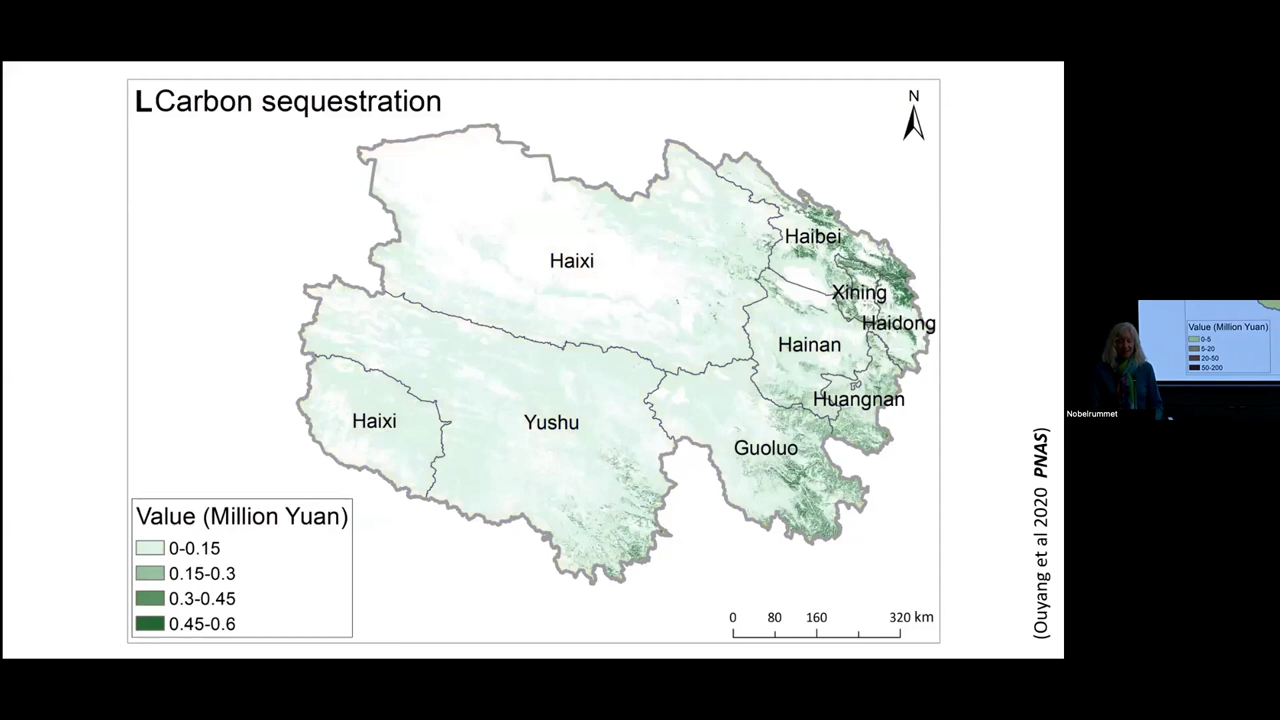 L Carbon sequestration
N
Haibei
Haixi
Xining
Haidong
Hainan
Huangnan
Haixi
Yushu
Guoluo
Value (Million Yuan)
0-0.15
0.15-0.3
0.3-0.45
0.45-0.6
0 80 160 320 km
(Ouyang et al 2020 PNAS)
Value (Million Yuan)
0-5
5-20
20-50
50-200
Nobelrummet